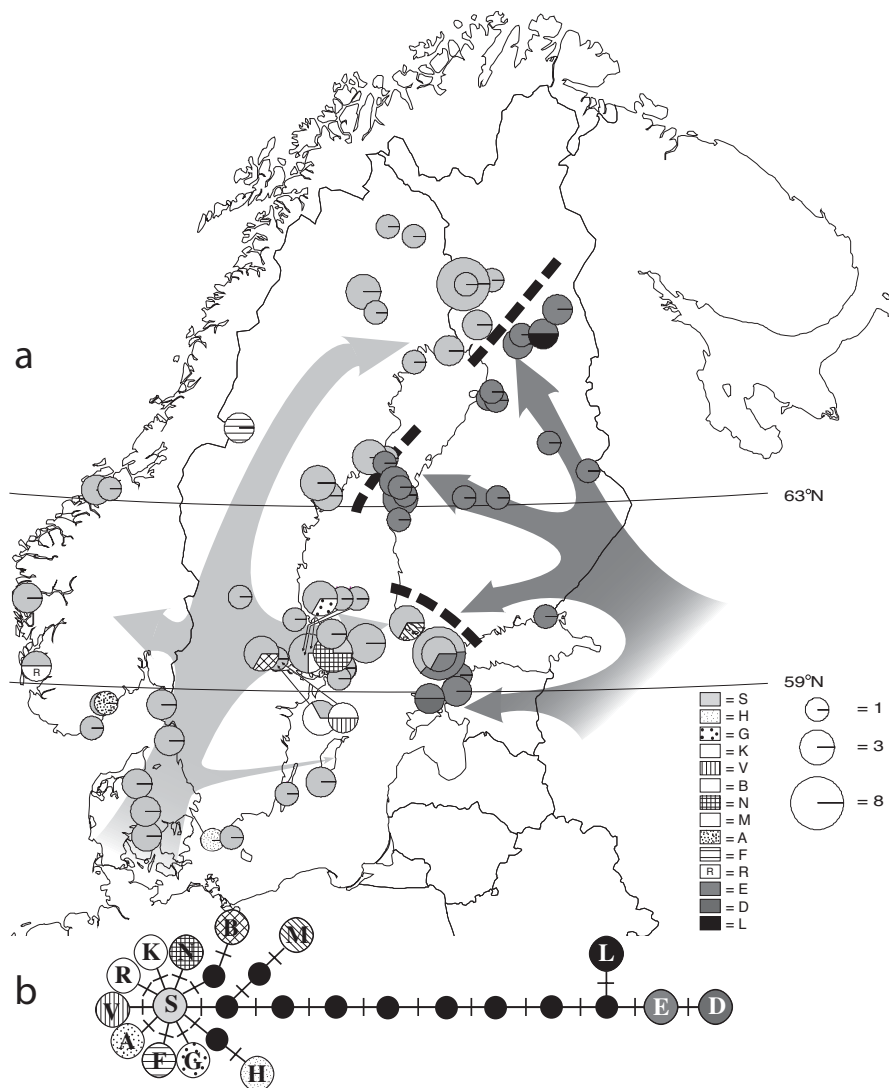 a
63°N
R
59°N
= S
= H
= G
= K
= V
= B
= N
= M
= A
= F
R = R
= E
= D
= L
= 1
= 3
= 8
b
B
M
K
N
L
R
V
S
E
D
A
F
G
H